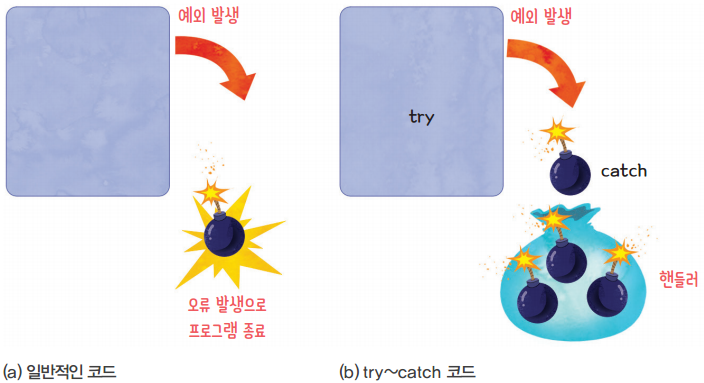 예외 발생
오류 발생으로
프로그램 종료
(a) 일반적인 코드
예외 발생
try
catch
핸들러
(b) try~catch 코드